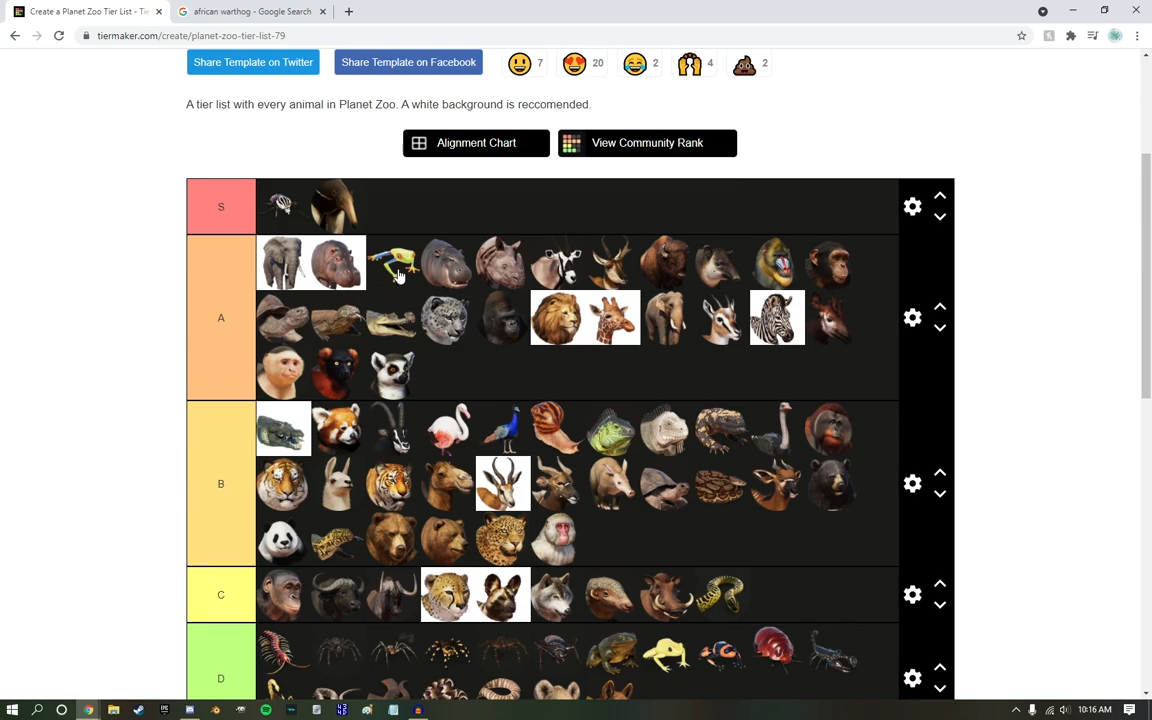 Create a Planet Zoo Tier List - Tie
african warthog - Google Search
tiermaker.com/create/planet-zoo-tier-list-79
Share Template on Twitter
Share Template on Facebook
7
20
2
4
2
A tier list with every animal in Planet Zoo. A white background is reccomended.
Alignment Chart
View Community Rank
S
A
B
C
D
10:16 AM